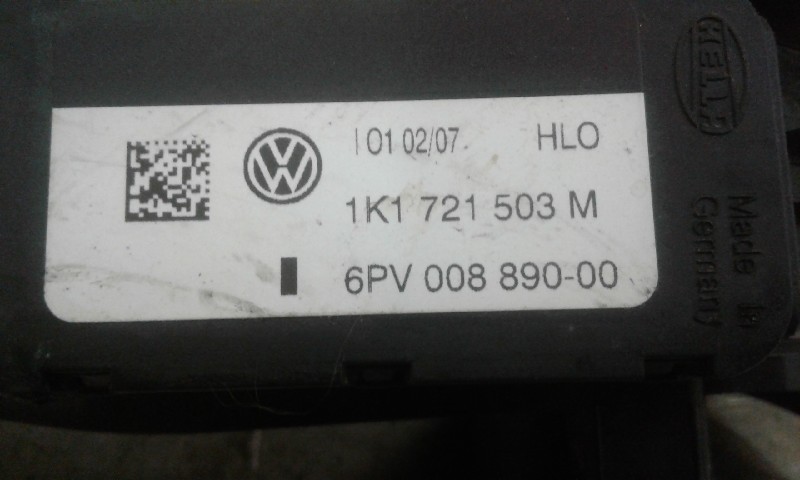 I 01 02/07 HLO
1K1 721 503 M
6PV 008 890-00
HELLA
Made in
Germany